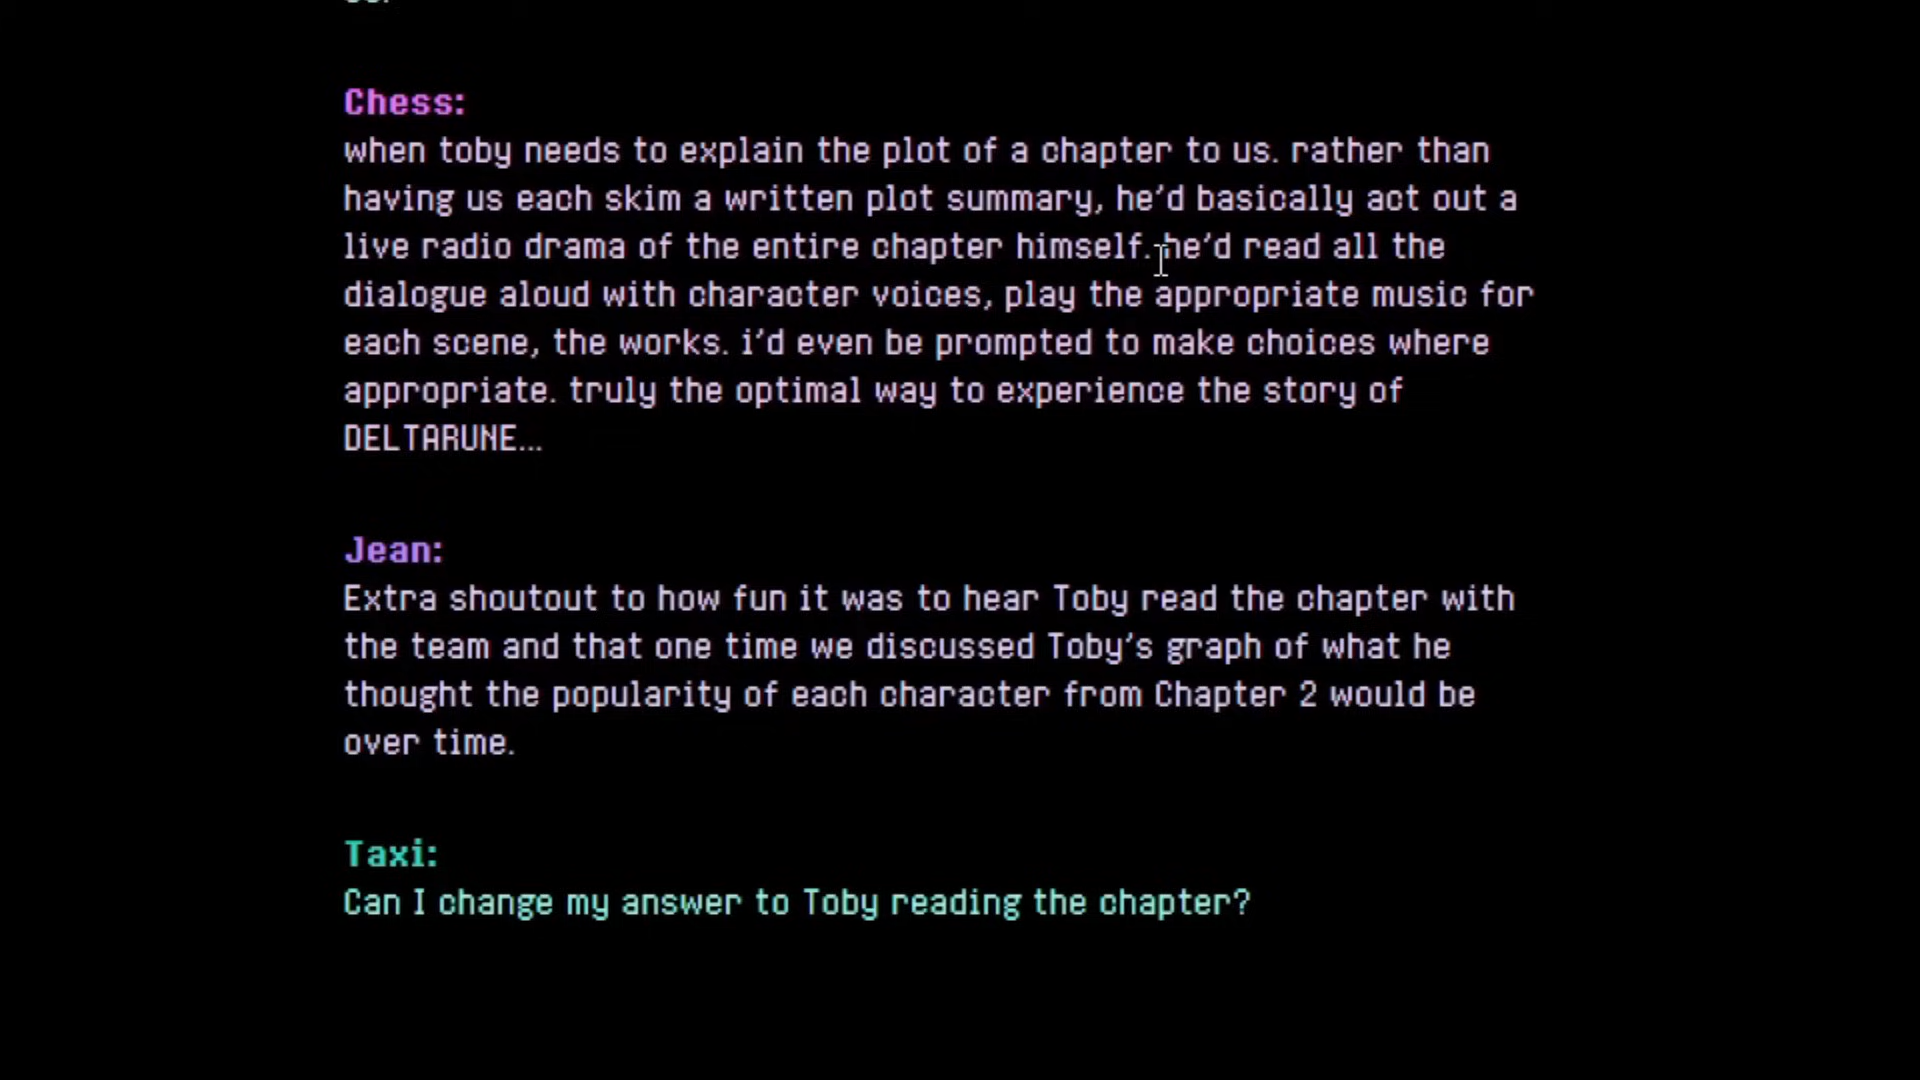 Chess:
when toby needs to explain the plot of a chapter to us. rather than
having us each skim a written plot summary, he'd basically act out a
live radio drama of the entire chapter himself. he'd read all the
dialogue aloud with character voices, play the appropriate music for
each scene, the works. i'd even be prompted to make choices where
appropriate. truly the optimal way to experience the story of
DELTARUNE...
Jean:
Extra shoutout to how fun it was to hear Toby read the chapter with
the team and that one time we discussed Toby's graph of what he
thought the popularity of each character from Chapter 2 would be
over time.
Taxi:
Can I change my answer to Toby reading the chapter?